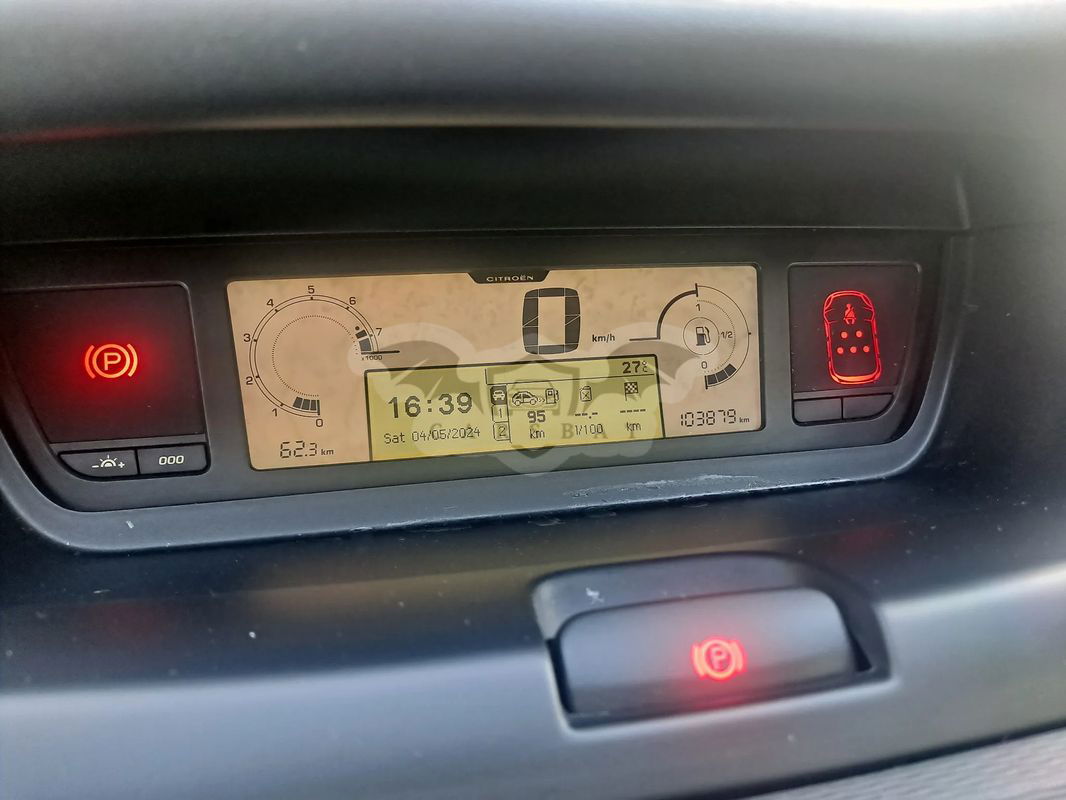 CITROËN
5
4
6
3
7
2
x1000
1
0
62.3 km
0
km/h
1
1/2
0
27°C
16:39
Sat 04/05/2024
1
2
95
km
--.-
l/100
----
km
103879 km
P
000
P